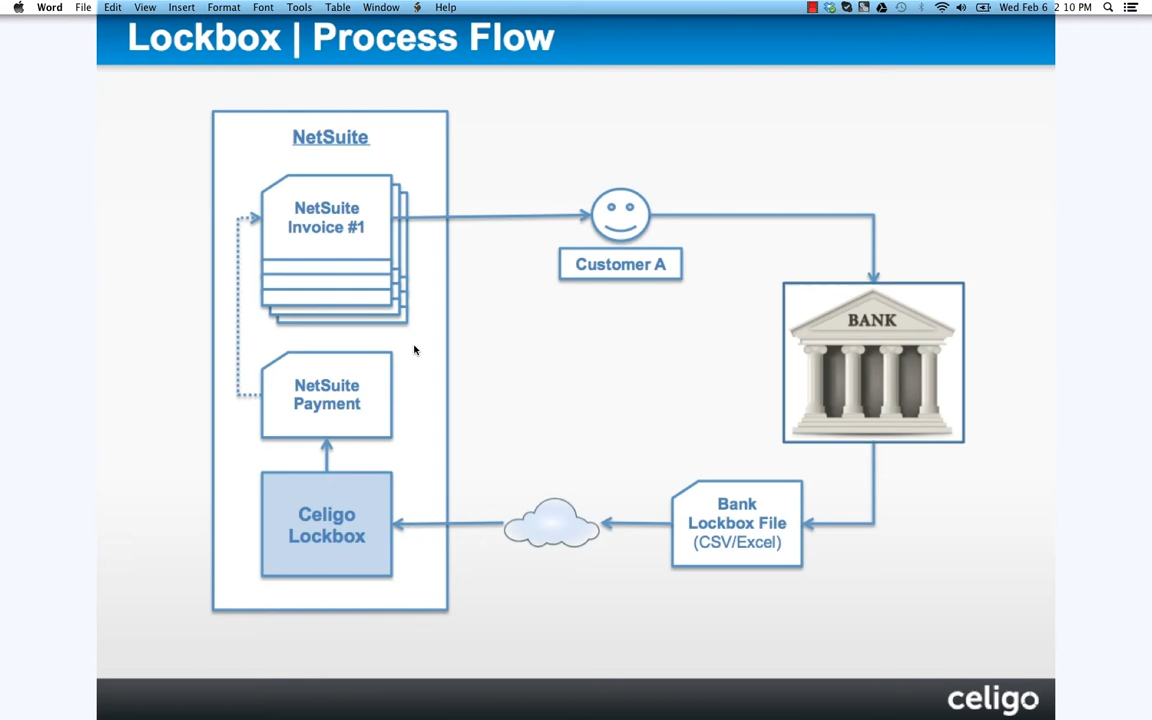 Word File Edit View Insert Format Font Tools Table Window Help Wed Feb 6 2:10 PM
Lockbox | Process Flow
NetSuite
NetSuite
Invoice #1
Customer A
BANK
NetSuite
Payment
Celigo
Lockbox
Bank
Lockbox File
(CSV/Excel)
celigo